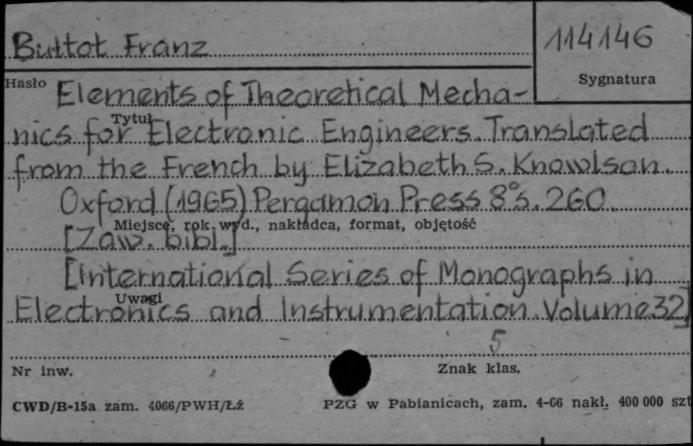 Bultot Franz
114146
Hasło
Sygnatura
Elements of Theoretical Mecha-
Tytuł
nics for Electronic Engineers. Translated
from the French by Elizabeth S. Knowlson.
Oxford (1965) Pergamon Press 8° s. 260.
Miejsce, rok wyd., nakładca, format, objętość
[Zaw. bibl.]
[International Series of Monographs in
Uwagi
Electronics and Instrumentation. Volume 32]
5
Nr inw.
Znak klas.
CWD/B-15a zam. 4066/PWH/Łź
PZG w Pabianicach, zam. 4-66 nakł. 400 000 szt